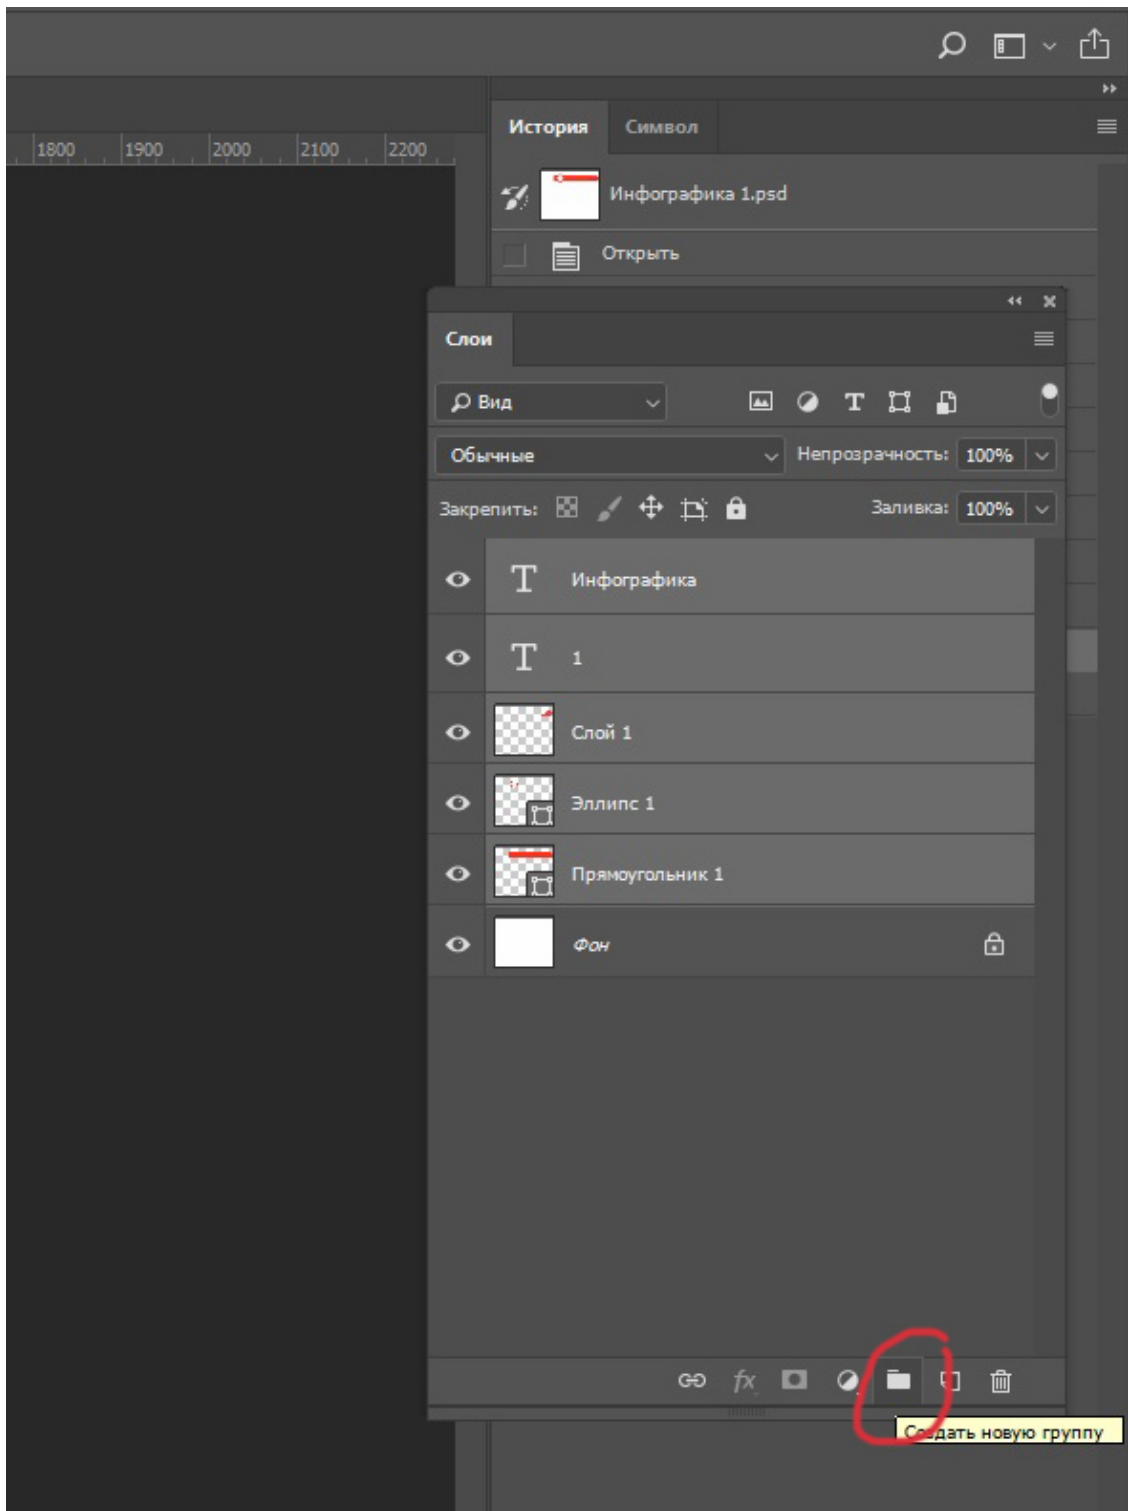 1800 1900 2000 2100 2200
История Символ
Инфографика 1.psd
Открыть
Слои
Вид T
Обычные Непрозрачность: 100%
Закрепить: Заливка: 100%
T Инфографика
T 1
Слой 1
Эллипс 1
Прямоугольник 1
Фон
fx
Создать новую группу